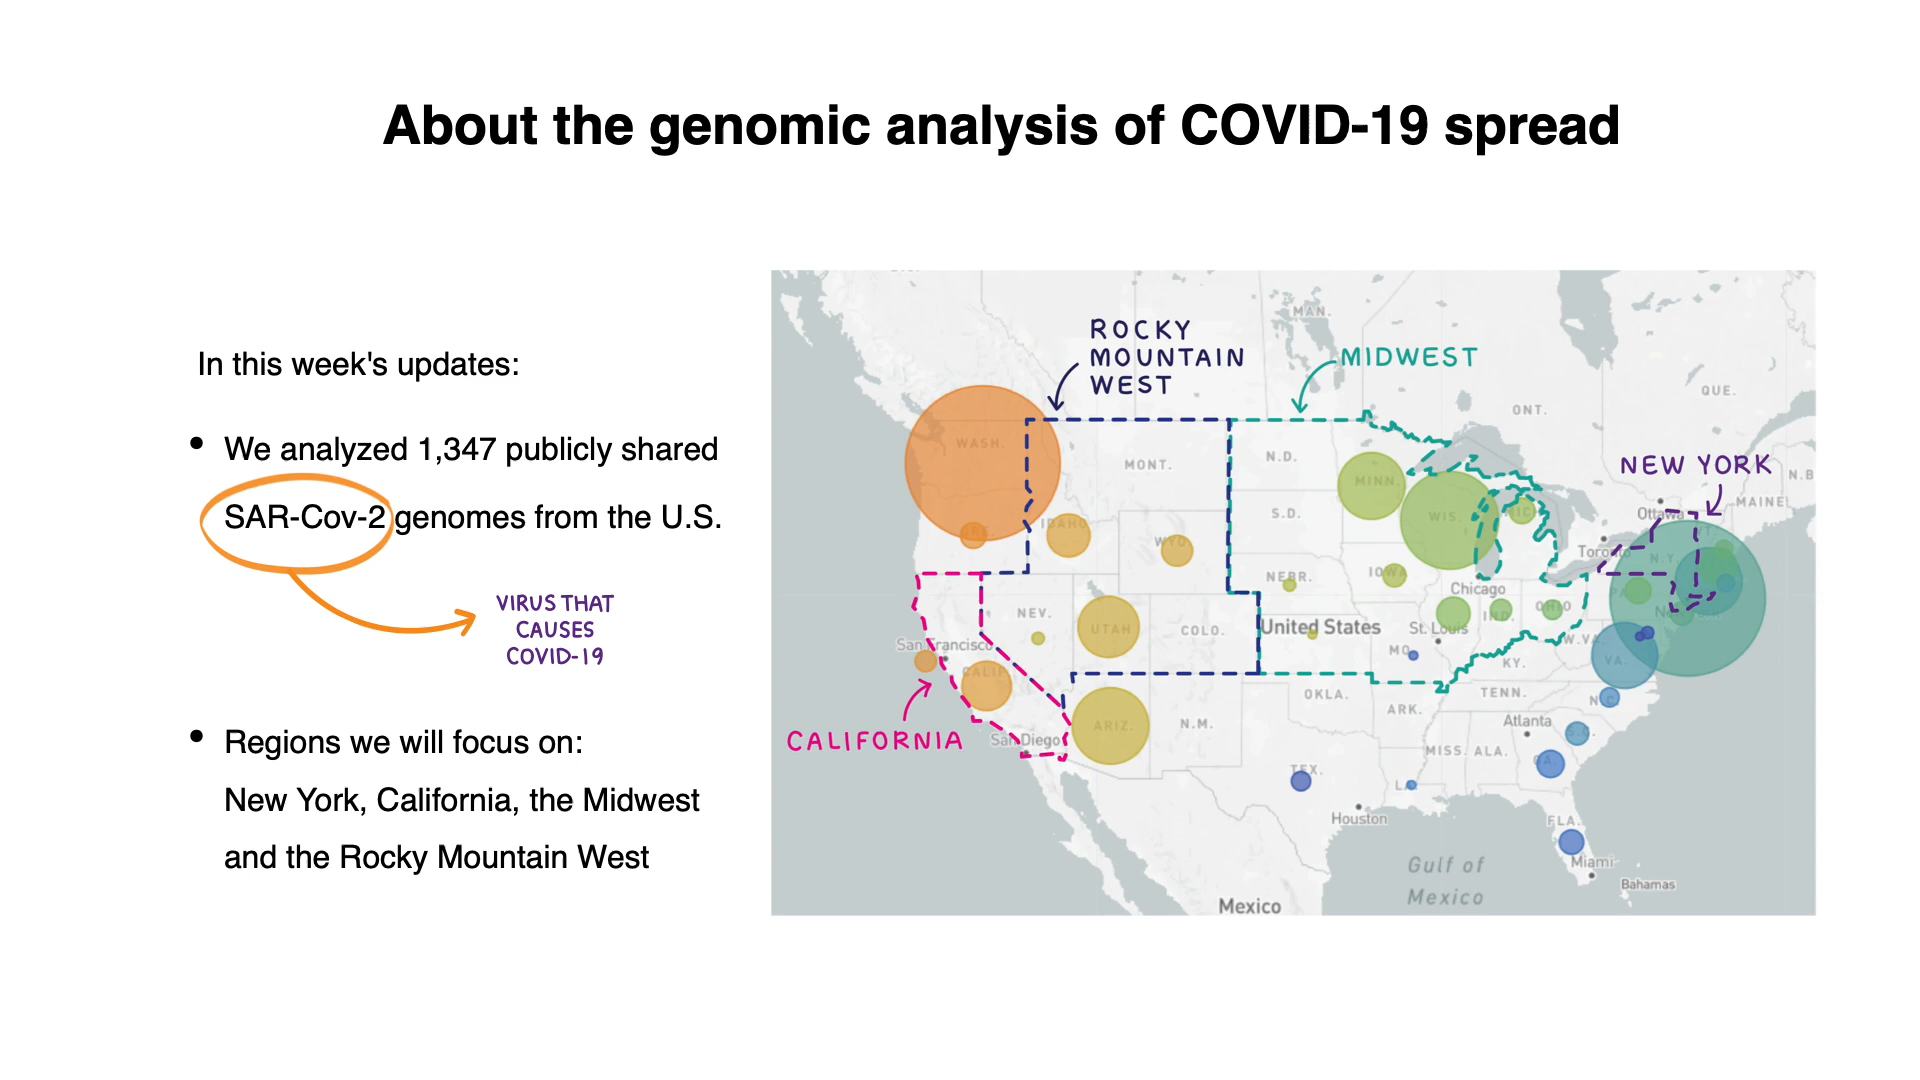 About the genomic analysis of COVID-19 spread
In this week's updates:
• We analyzed 1,347 publicly shared
SAR-Cov-2 genomes from the U.S.
VIRUS THAT
CAUSES
COVID-19
• Regions we will focus on:
New York, California, the Midwest
and the Rocky Mountain West
ROCKY
MOUNTAIN
WEST
MIDWEST
NEW YORK
CALIFORNIA
MAN.
ONT.
QUE.
N.B
MAINE
WASH.
MONT.
N.D.
MINN.
Ottawa
IDAHO
WYO
S.D.
WIS.
MICH
Toronto
N.Y.
NEBR.
IOWA
Chicago
PA
NEV.
UTAH
COLO.
United States
St. Louis
IND.
OHIO
W.VA
VA.
San Francisco
CALIF
MO.
KY.
ARIZ.
N.M.
OKLA.
ARK.
TENN.
N.C.
San Diego
MISS.
ALA.
Atlanta
S.C.
GA.
TEX.
LA
Houston
FLA.
Miami
Gulf of
Mexico
Bahamas
Mexico